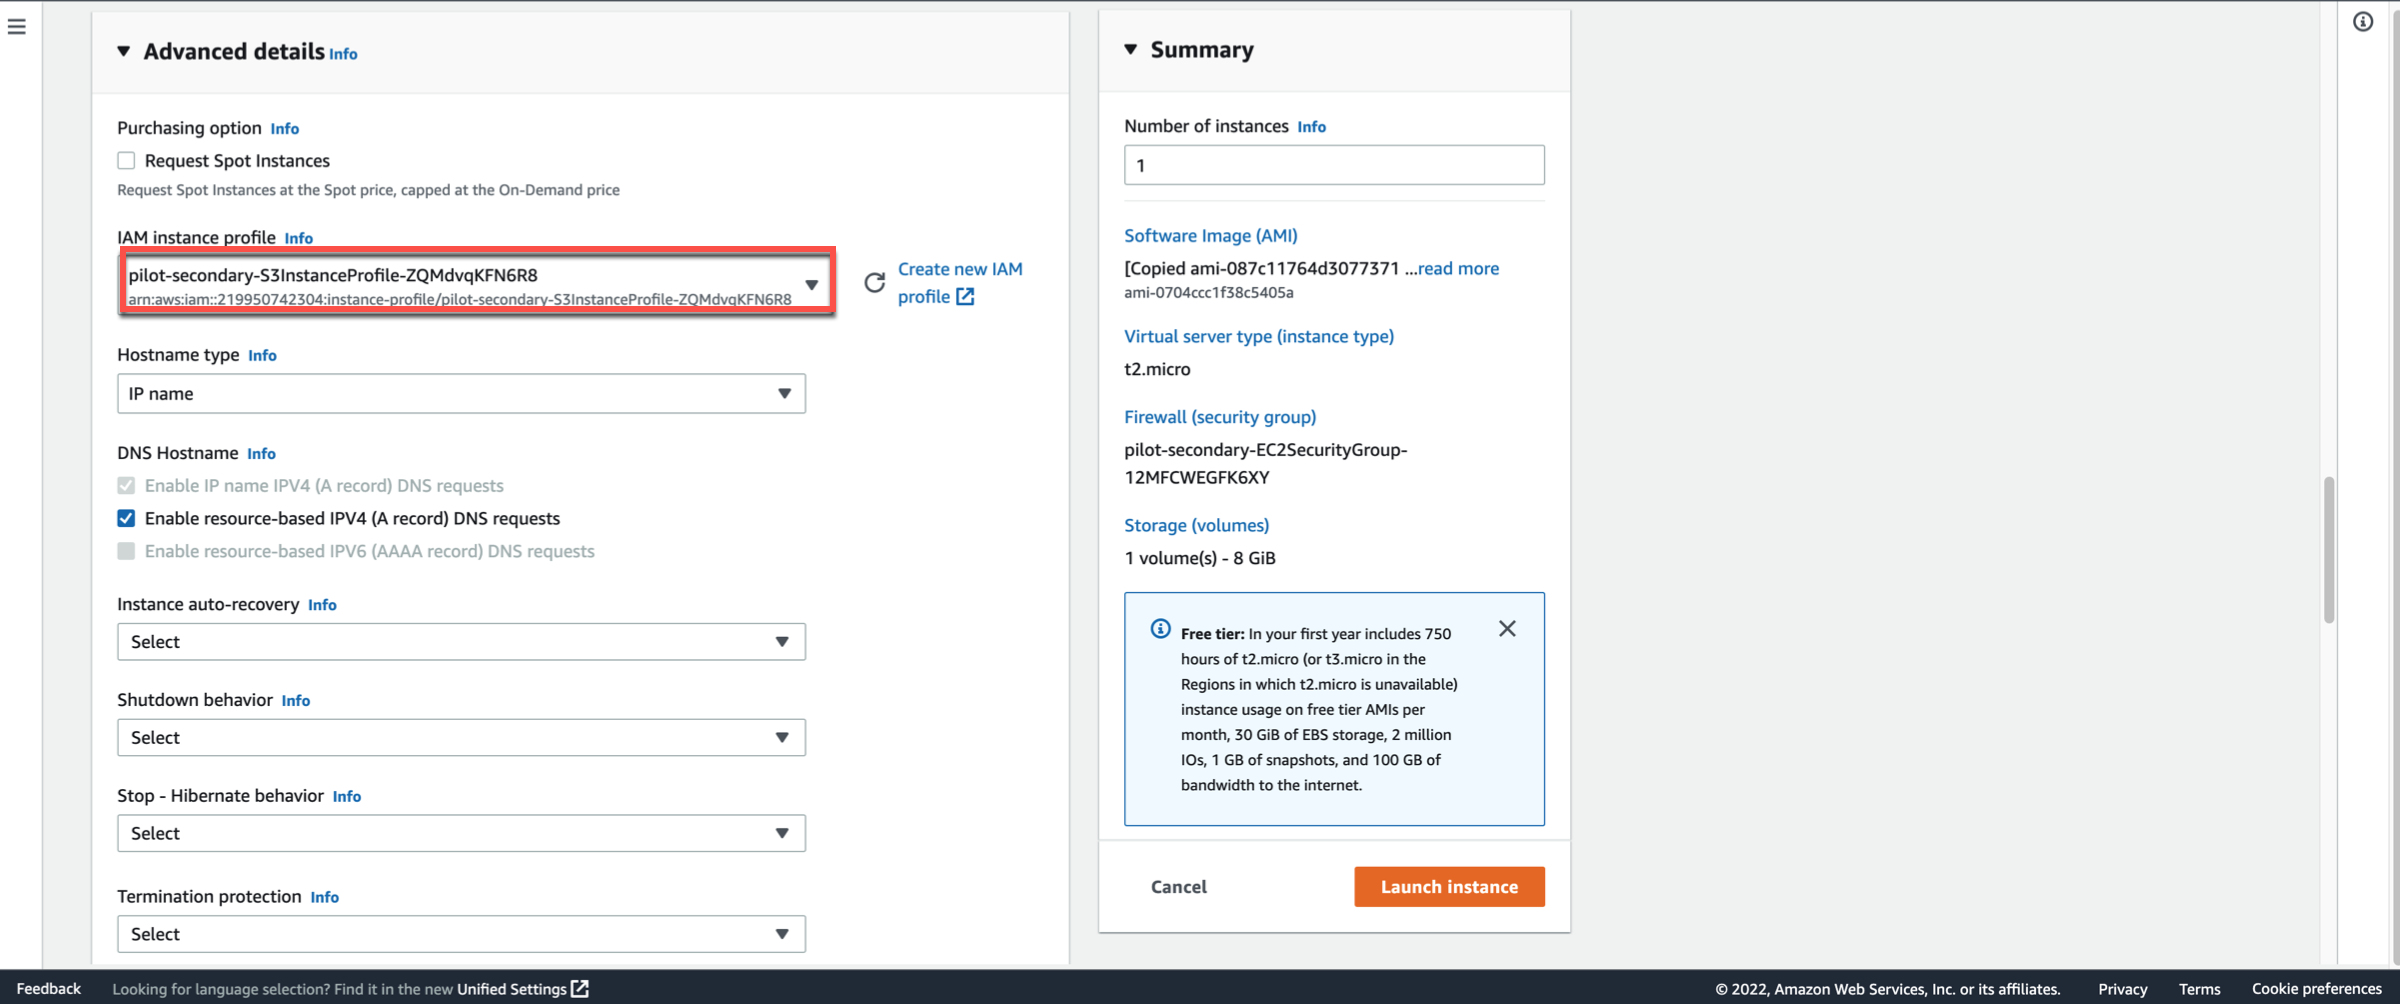 Advanced details Info
Purchasing option Info
Request Spot Instances
Request Spot Instances at the Spot price, capped at the On-Demand price
IAM instance profile Info
pilot-secondary-S3InstanceProfile-ZQMdvqKFN6R8
arn:aws:iam::219950742304:instance-profile/pilot-secondary-S3InstanceProfile-ZQMdvqKFN6R8
Create new IAM
profile
Hostname type Info
IP name
DNS Hostname Info
Enable IP name IPV4 (A record) DNS requests
Enable resource-based IPV4 (A record) DNS requests
Enable resource-based IPV6 (AAAA record) DNS requests
Instance auto-recovery Info
Select
Shutdown behavior Info
Select
Stop - Hibernate behavior Info
Select
Termination protection Info
Select
Summary
Number of instances Info
1
Software Image (AMI)
[Copied ami-087c11764d3077371 ...read more
ami-0704ccc1f38c5405a
Virtual server type (instance type)
t2.micro
Firewall (security group)
pilot-secondary-EC2SecurityGroup-
12MFCWEGFK6XY
Storage (volumes)
1 volume(s) - 8 GiB
Free tier: In your first year includes 750
hours of t2.micro (or t3.micro in the
Regions in which t2.micro is unavailable)
instance usage on free tier AMIs per
month, 30 GiB of EBS storage, 2 million
IOs, 1 GB of snapshots, and 100 GB of
bandwidth to the internet.
Cancel
Launch instance
Feedback
Looking for language selection? Find it in the new Unified Settings
© 2022, Amazon Web Services, Inc. or its affiliates.
Privacy
Terms
Cookie preferences